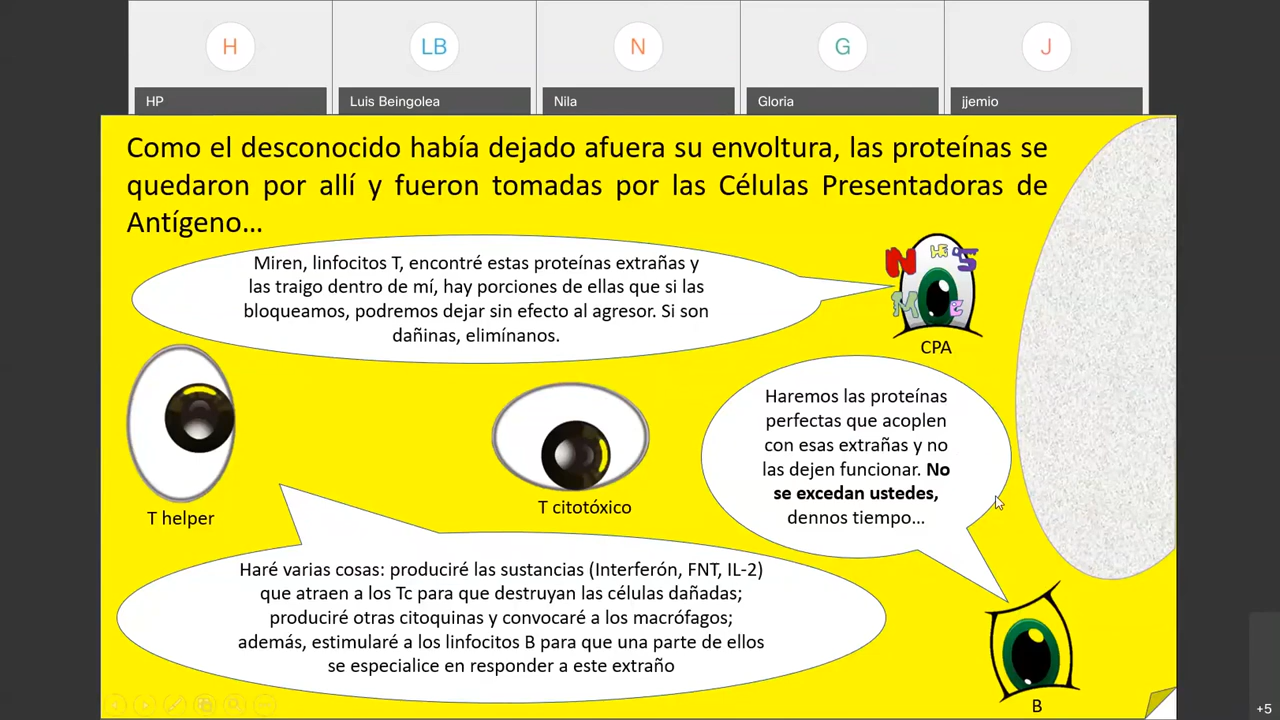 H
LB
N
G
J
HP
Luis Beingolea
Nila
Gloria
jjemio
Como el desconocido había dejado afuera su envoltura, las proteínas se
quedaron por allí y fueron tomadas por las Células Presentadoras de
Antígeno...
Miren, linfocitos T, encontré estas proteínas extrañas y
las traigo dentro de mí, hay porciones de ellas que si las
bloqueamos, podremos dejar sin efecto al agresor. Si son
dañinas, elimínanos.
N HE S
M E
CPA
Haremos las proteínas
perfectas que acoplen
con esas extrañas y no
las dejen funcionar. No
se excedan ustedes,
dennos tiempo...
T helper
T citotóxico
Haré varias cosas: produciré las sustancias (Interferón, FNT, IL-2)
que atraen a los Tc para que destruyan las células dañadas;
produciré otras citoquinas y convocaré a los macrófagos;
además, estimularé a los linfocitos B para que una parte de ellos
se especialice en responder a este extraño
B
+5